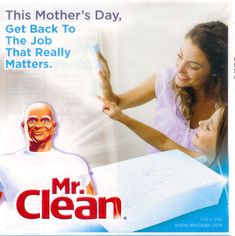 This Mother's Day,
Get Back To
The Job
That Really
Matters.
Mr.
Clean
www.mrclean.com